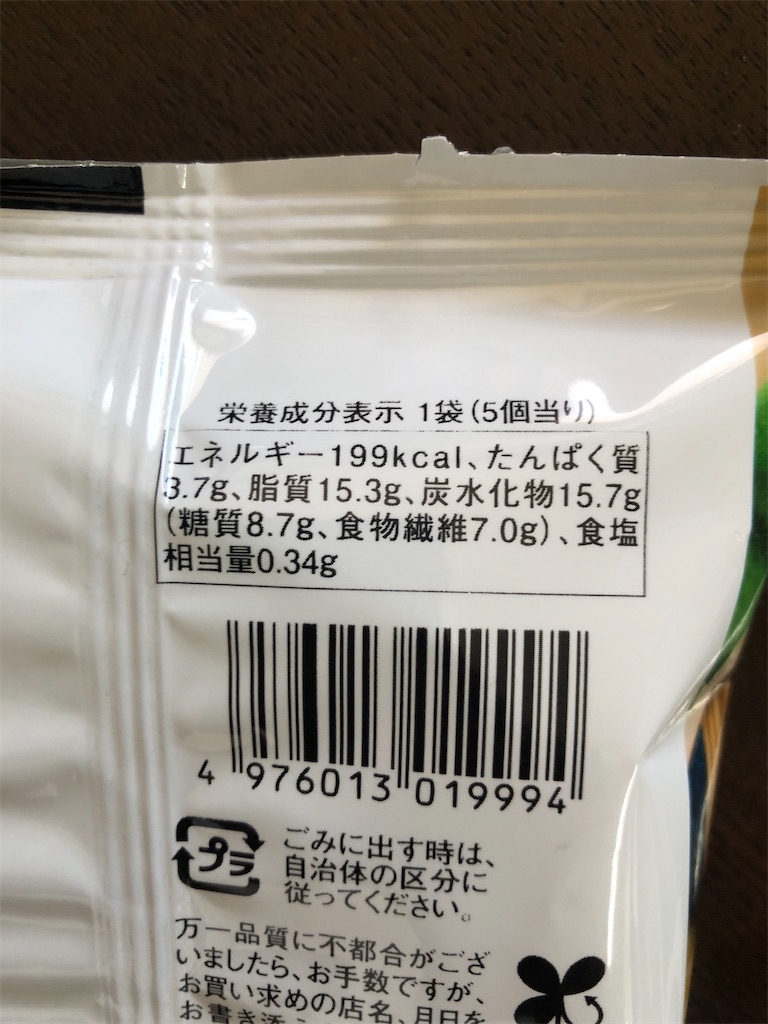 栄養成分表示 1袋(5個当り)
エネルギー199kcal、たんぱく質
3.7g、脂質15.3g、炭水化物15.7g
(糖質8.7g、食物繊維7.0g)、食塩
相当量0.34g
4 976013 019994
プラ
ごみに出す時は、
自治体の区分に
従ってください。
万一品質に不都合がござ
いましたら、お手数ですが、
お買い求めの店名、月日を
お書き添え